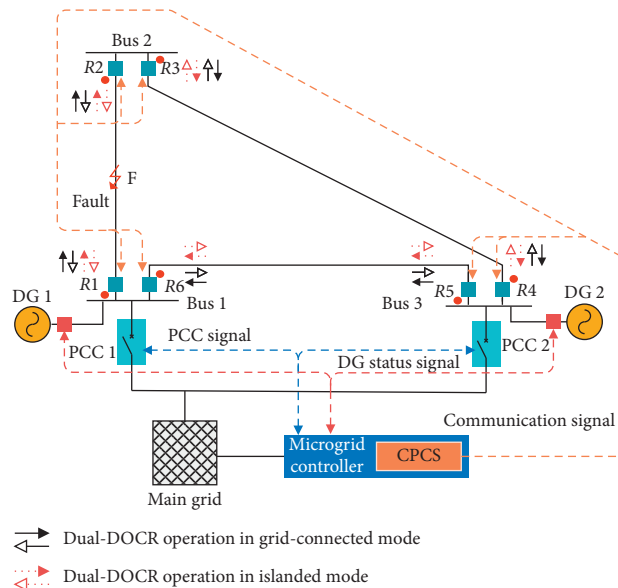 Bus 2
R2
R3
F
Fault
R1
R6
R5
R4
DG 1
Bus 1
Bus 3
DG 2
PCC 1
PCC signal
PCC 2
DG status signal
Communication signal
Microgrid
controller
CPCS
Main grid
Dual-DOCR operation in grid-connected mode
Dual-DOCR operation in islanded mode